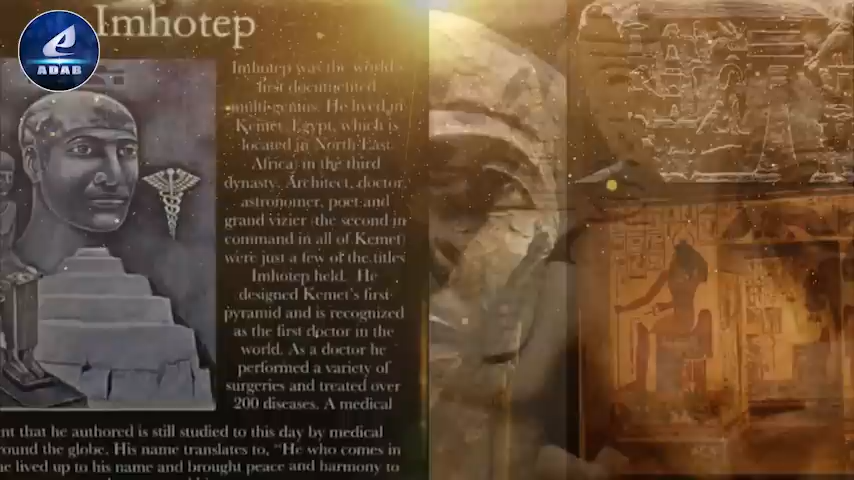 ADAB
Imhotep
Imhotep was the world's
first documented
multi-genius. He lived in
Kemet, Egypt, which is
located in North East
Africa, in the third
dynasty. Architect, doctor,
astronomer, poet and
grand vizier (the second in
command in all of Kemet)
were just a few of the titles
Imhotep held. He
designed Kemet's first
pyramid and is recognized
as the first doctor in the
world. As a doctor he
performed a variety of
surgeries and treated over
200 diseases. A medical
that he authored is still studied to this day by medical
the globe. His name translates to, "He who comes in
lived up to his name and brought peace and harmony to